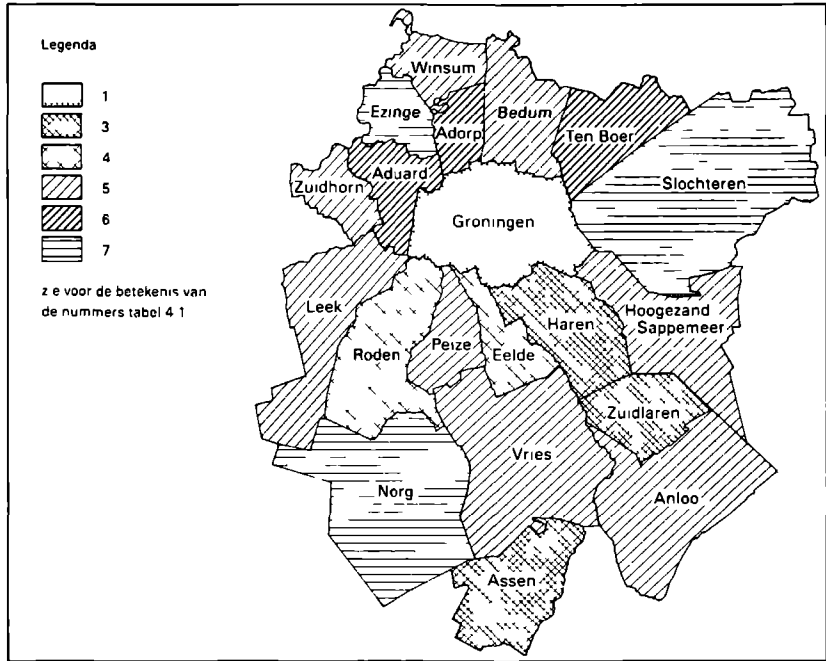 Legenda
1
3
4
5
6
7
z e voor de betekenis van
de nummers tabel 4 1
Winsum
Ezinge
Adorp
Bedum
Ten Boer
Zuidhorn
Aduard
Slochteren
Groningen
Leek
Roden
Peize
Eelde
Haren
Hoogezand
Sappemeer
Zuidlaren
Norg
Vries
Anloo
Assen